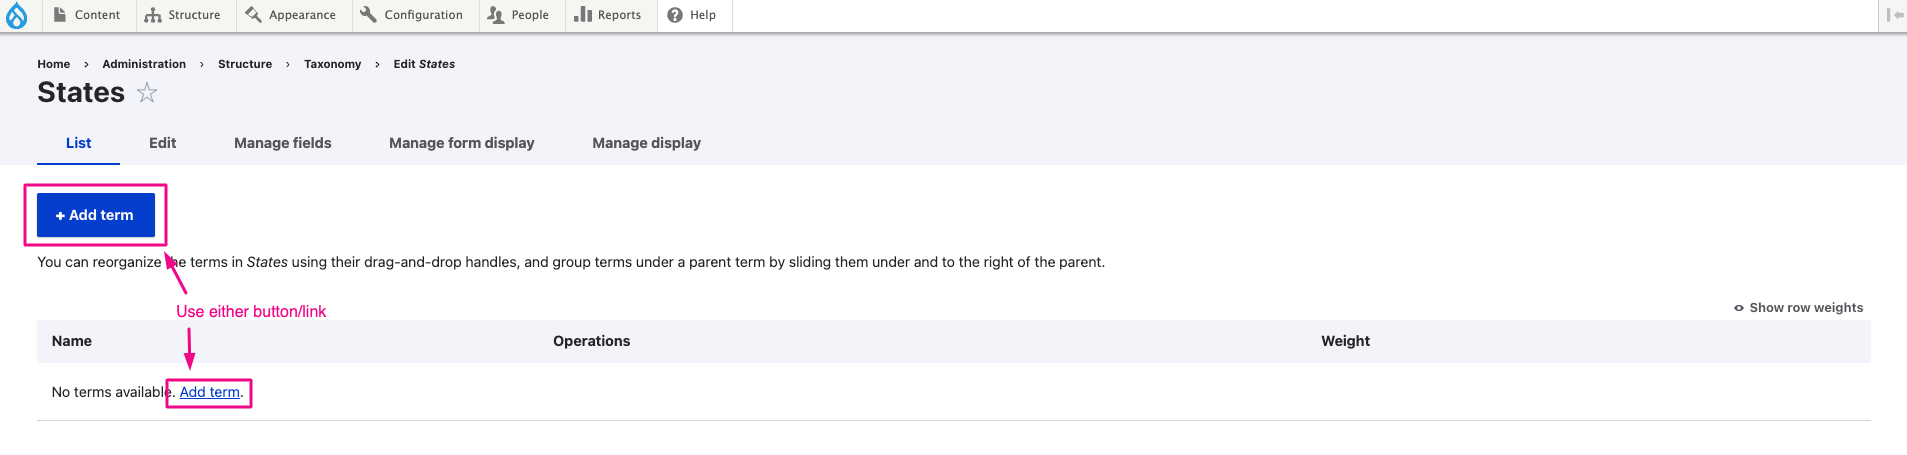 Content Structure Appearance Configuration People Reports Help
Home › Administration › Structure › Taxonomy › Edit States
States
List Edit Manage fields Manage form display Manage display
+ Add term
You can reorganize the terms in States using their drag-and-drop handles, and group terms under a parent term by sliding them under and to the right of the parent.
Use either button/link
Show row weights
Name Operations Weight
No terms available. Add term.